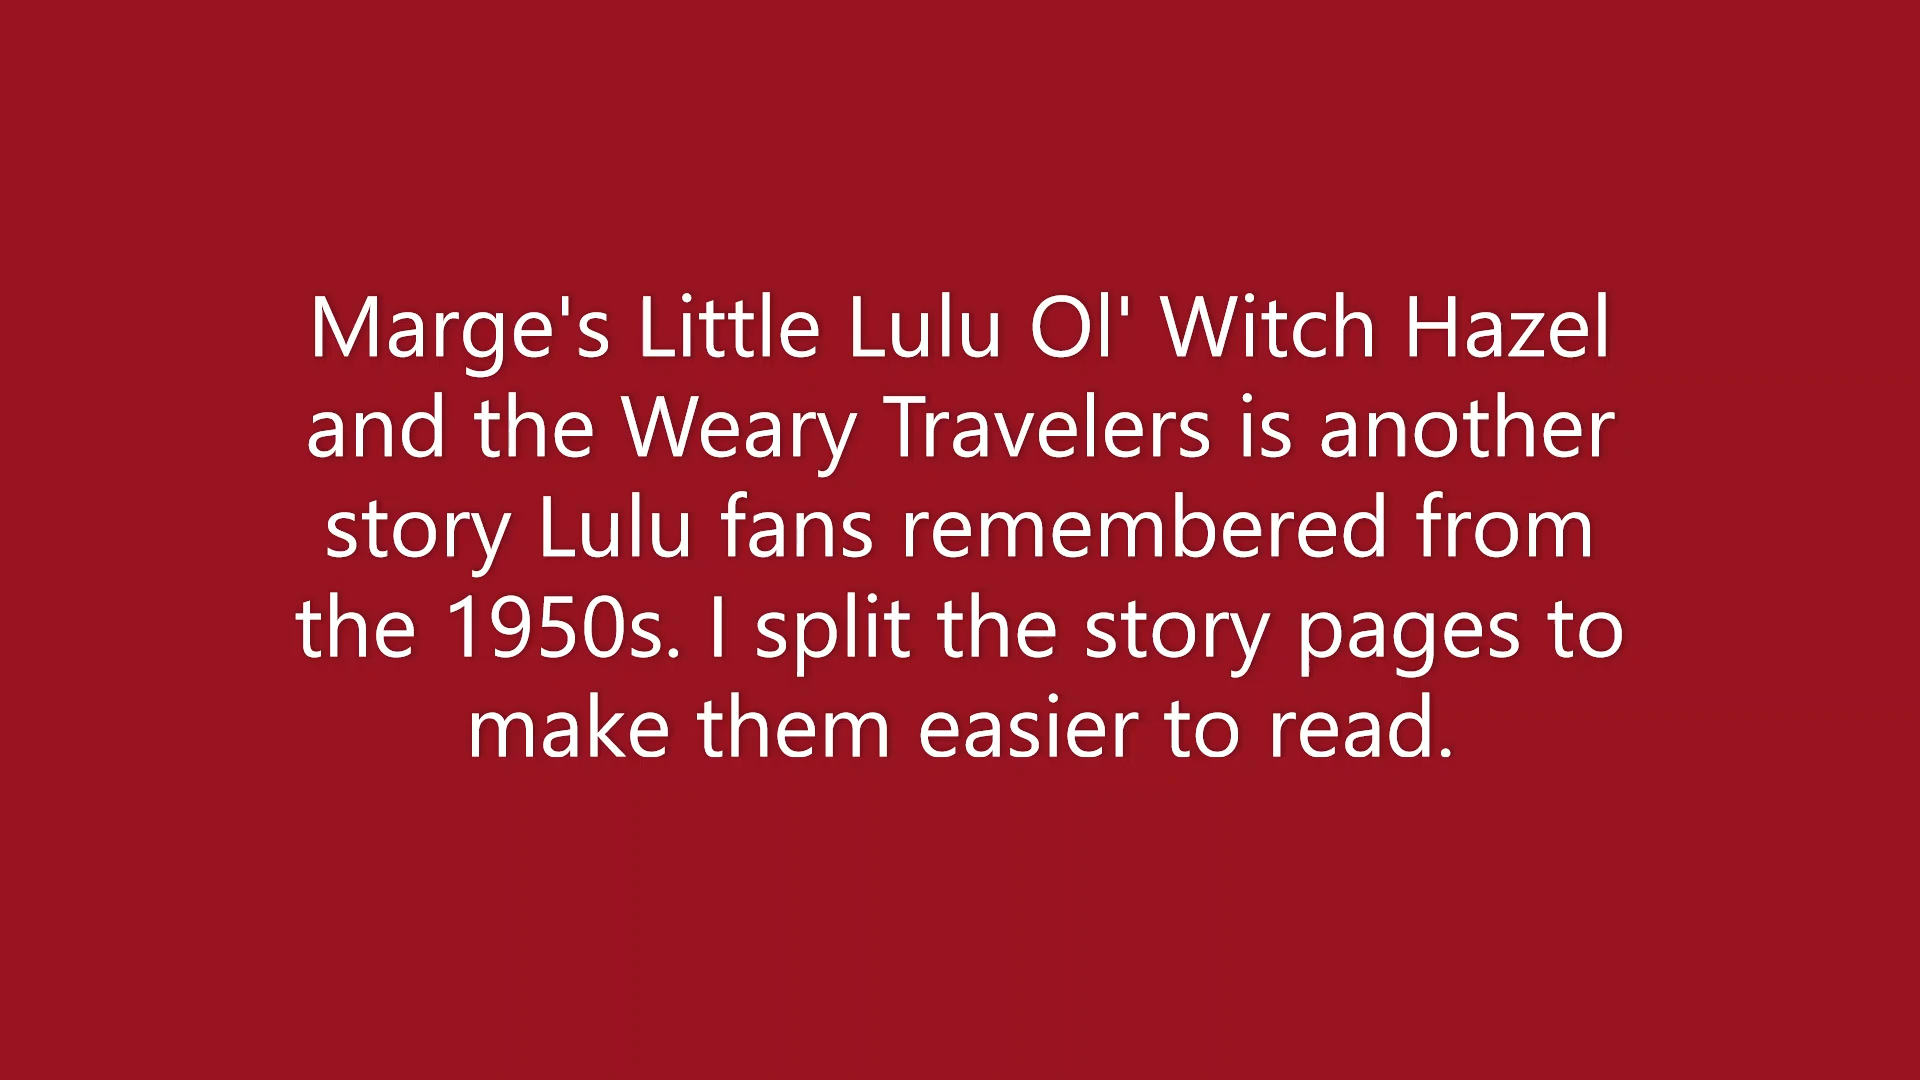 Marge's Little Lulu Ol' Witch Hazel
and the Weary Travelers is another
story Lulu fans remembered from
the 1950s. I split the story pages to
make them easier to read.